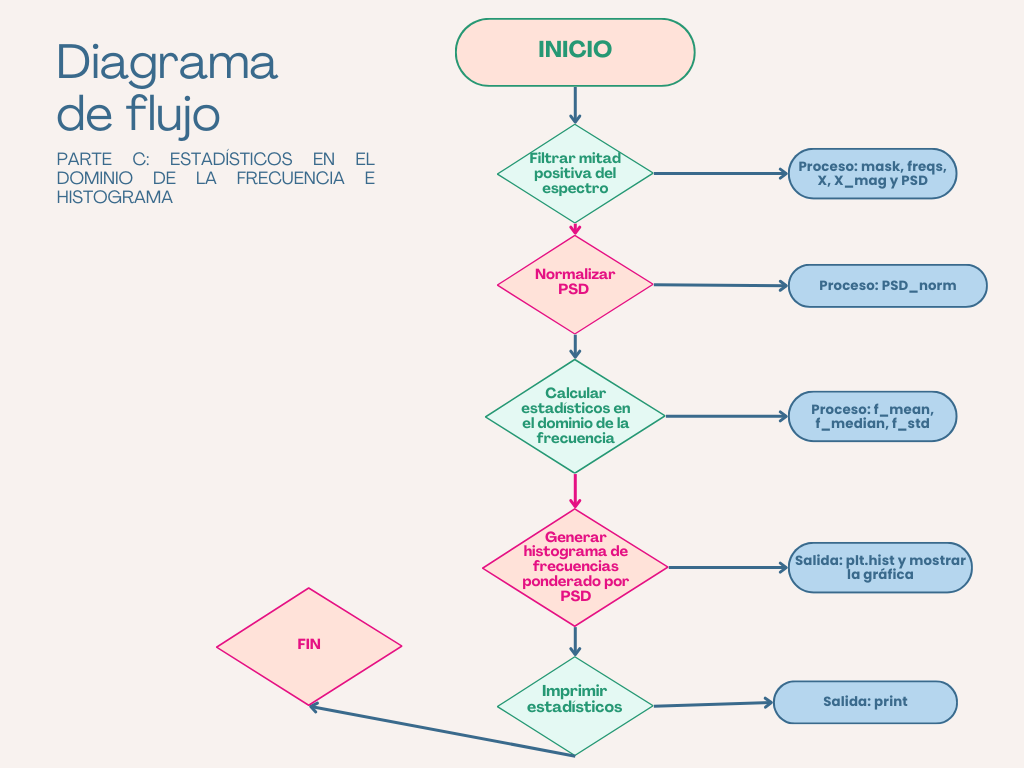 Diagrama
de flujo
PARTE C: ESTADÍSTICOS EN EL
DOMINIO DE LA FRECUENCIA E
HISTOGRAMA
INICIO
Filtrar mitad
positiva del
espectro
Proceso: mask, freqs,
X, X_mag y PSD
Normalizar
PSD
Proceso: PSD_norm
Calcular
estadísticos en
el dominio de la
frecuencia
Proceso: f_mean,
f_median, f_std
Generar
histograma de
frecuencias
ponderado por
PSD
Salida: plt.hist y mostrar
la gráfica
Imprimir
estadísticos
Salida: print
FIN